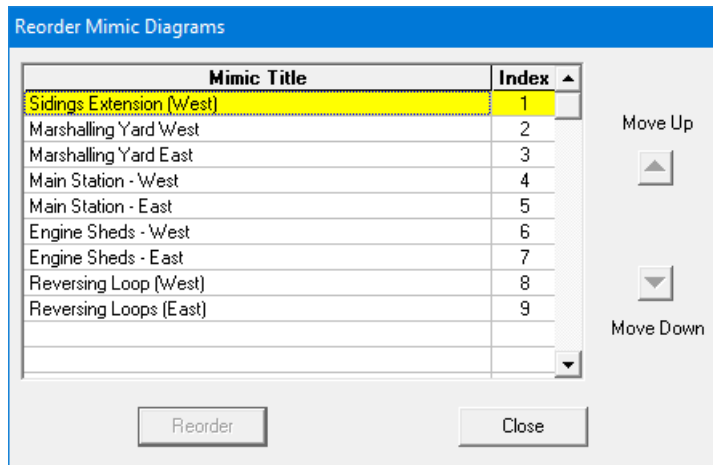 Reorder Mimic Diagrams
Mimic Title Index
Sidings Extension (West) 1
Marshalling Yard West 2
Marshalling Yard East 3
Main Station - West 4
Main Station - East 5
Engine Sheds - West 6
Engine Sheds - East 7
Reversing Loop (West) 8
Reversing Loops (East) 9
Move Up
Move Down
Reorder
Close